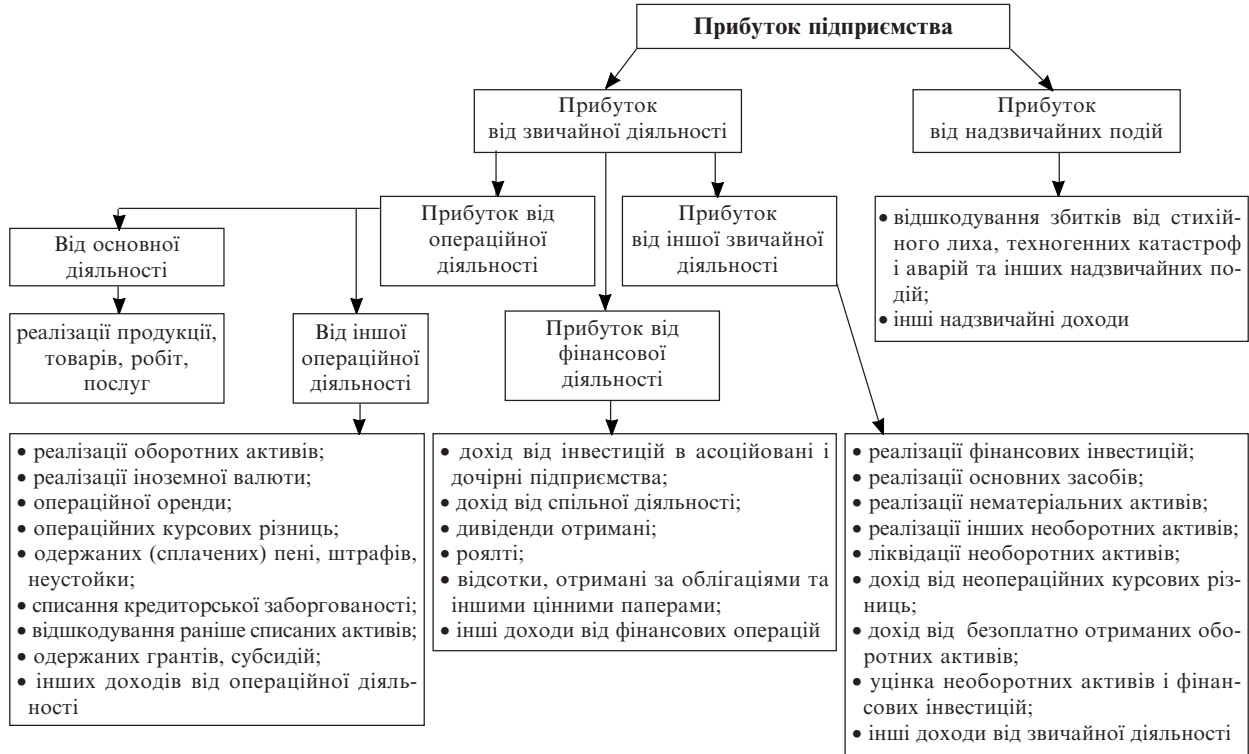 Прибуток підприємства
Прибуток
від звичайної діяльності
Прибуток
від надзвичайних подій
Від основної
діяльності
Прибуток від
операційної
діяльності
Прибуток
від іншої звичайної
діяльності
• відшкодування збитків від стихій-
ного лиха, техногенних катастроф
і аварій та інших надзвичайних по-
дій;
• інші надзвичайні доходи
реалізації продукції,
товарів, робіт,
послуг
Від іншої
операційної
діяльності
Прибуток від
фінансової
діяльності
• реалізації оборотних активів;
• реалізації іноземної валюти;
• операційної оренди;
• операційних курсових різниць;
• одержаних (сплачених) пені, штрафів,
неустойки;
• списання кредиторської заборгованості;
• відшкодування раніше списаних активів;
• одержаних грантів, субсидій;
• інших доходів від операційної діяль-
ності
• дохід від інвестицій в асоційовані і
дочірні підприємства;
• дохід від спільної діяльності;
• дивіденди отримані;
• роялті;
• відсотки, отримані за облігаціями та
іншими цінними паперами;
• інші доходи від фінансових операцій
• реалізації фінансових інвестицій;
• реалізації основних засобів;
• реалізації нематеріальних активів;
• реалізації інших необоротних активів;
• ліквідації необоротних активів;
• дохід від неопераційних курсових різ-
ниць;
• дохід від безоплатно отриманих обо-
ротних активів;
• уцінка необоротних активів і фінан-
сових інвестицій;
• інші доходи від звичайної діяльності